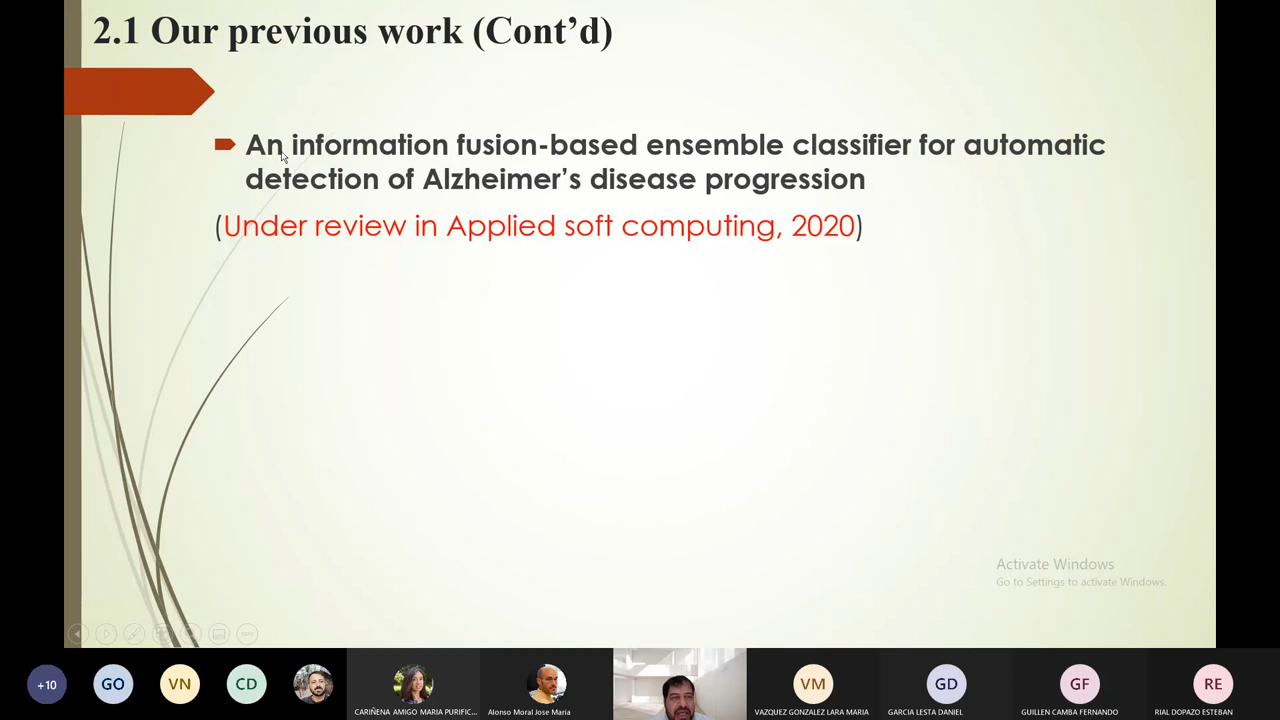 2.1 Our previous work (Cont’d)
An information fusion-based ensemble classifier for automatic
detection of Alzheimer’s disease progression
(Under review in Applied soft computing, 2020)
Activate Windows
Go to Settings to activate Windows.
+10
GO
VN
CD
CARIÑENA AMIGO MARIA PURIFIC...
Alonso Moral Jose Maria
VM
VAZQUEZ GONZALEZ LARA MARIA
GD
GARCIA LESTA DANIEL
GF
GUILLEN CAMBA FERNANDO
RE
RIAL DOPAZO ESTEBAN